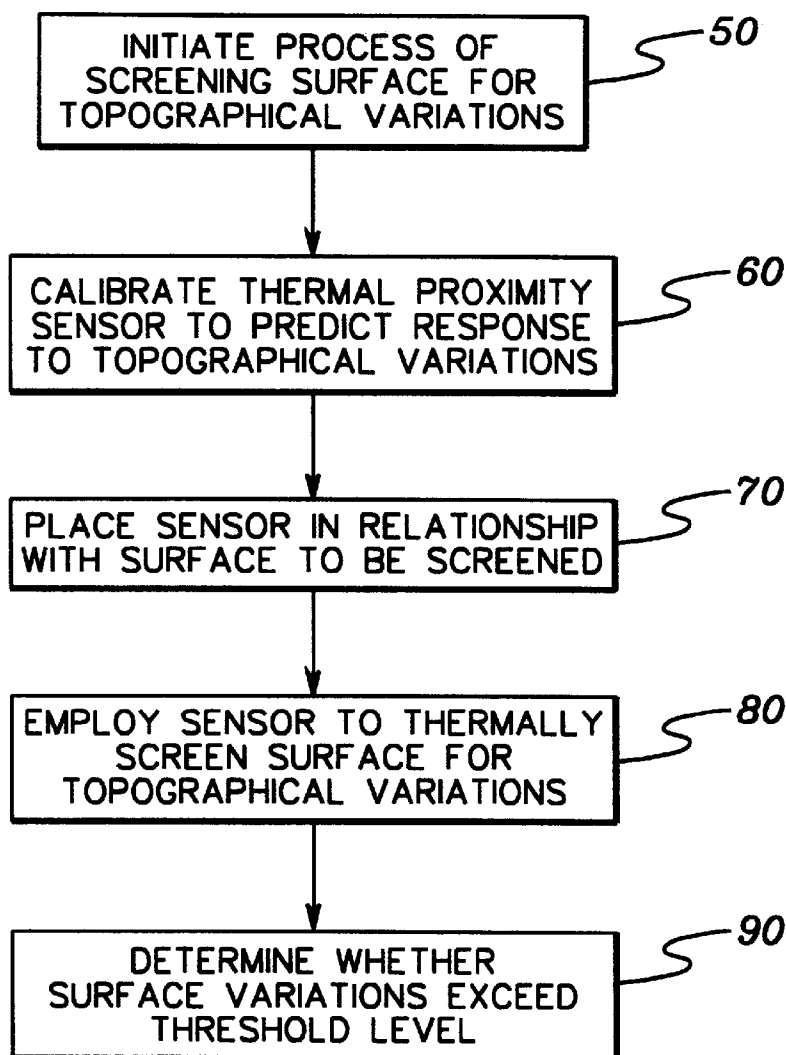 INITIATE PROCESS OF
SCREENING SURFACE FOR
TOPOGRAPHICAL VARIATIONS
50
CALIBRATE THERMAL PROXIMITY
SENSOR TO PREDICT RESPONSE
TO TOPOGRAPHICAL VARIATIONS
60
PLACE SENSOR IN RELATIONSHIP
WITH SURFACE TO BE SCREENED
70
EMPLOY SENSOR TO THERMALLY
SCREEN SURFACE FOR
TOPOGRAPHICAL VARIATIONS
80
DETERMINE WHETHER
SURFACE VARIATIONS EXCEED
THRESHOLD LEVEL
90